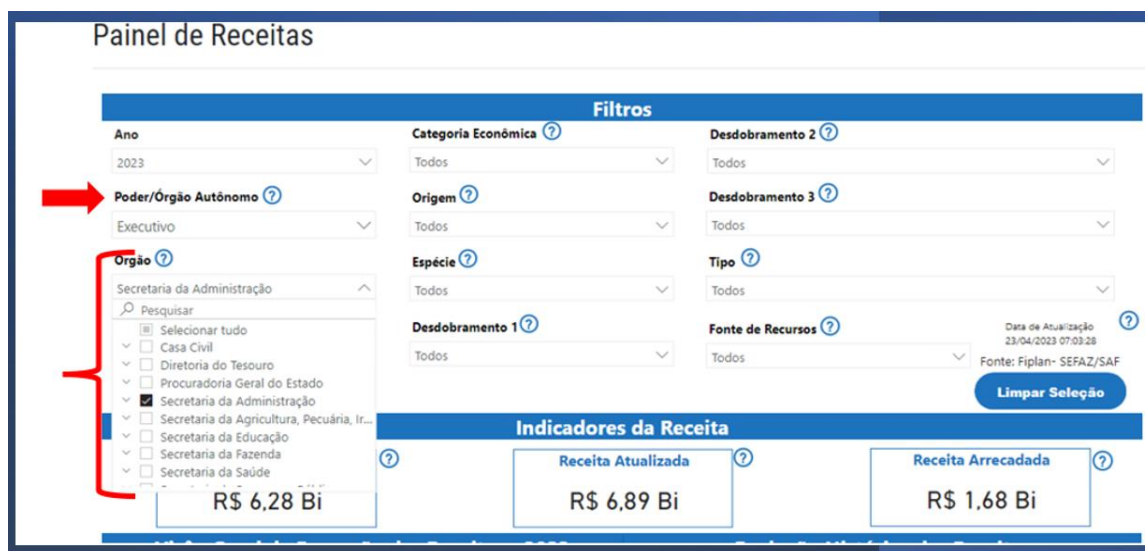 Painel de Receitas
Filtros
Ano
2023
Categoria Econômica ?
Todos
Desdobramento 2 ?
Todos
Poder/Órgão Autônomo ?
Executivo
Origem ?
Todos
Desdobramento 3 ?
Todos
Órgão ?
Secretaria da Administração
Pesquisar
Selecionar tudo
Casa Civil
Diretoria do Tesouro
Procuradoria Geral do Estado
Secretaria da Administração
Secretaria da Agricultura, Pecuária, Ir...
Secretaria da Educação
Secretaria da Fazenda
Secretaria da Saúde
Espécie ?
Todos
Tipo ?
Todos
Desdobramento 1 ?
Todos
Fonte de Recursos ?
Todos
Data de Atualização ?
23/04/2023 07:03:28
Fonte: Fiplan- SEFAZ/SAF
Limpar Seleção
Indicadores da Receita
?
R$ 6,28 Bi
Receita Atualizada ?
R$ 6,89 Bi
Receita Arrecadada ?
R$ 1,68 Bi